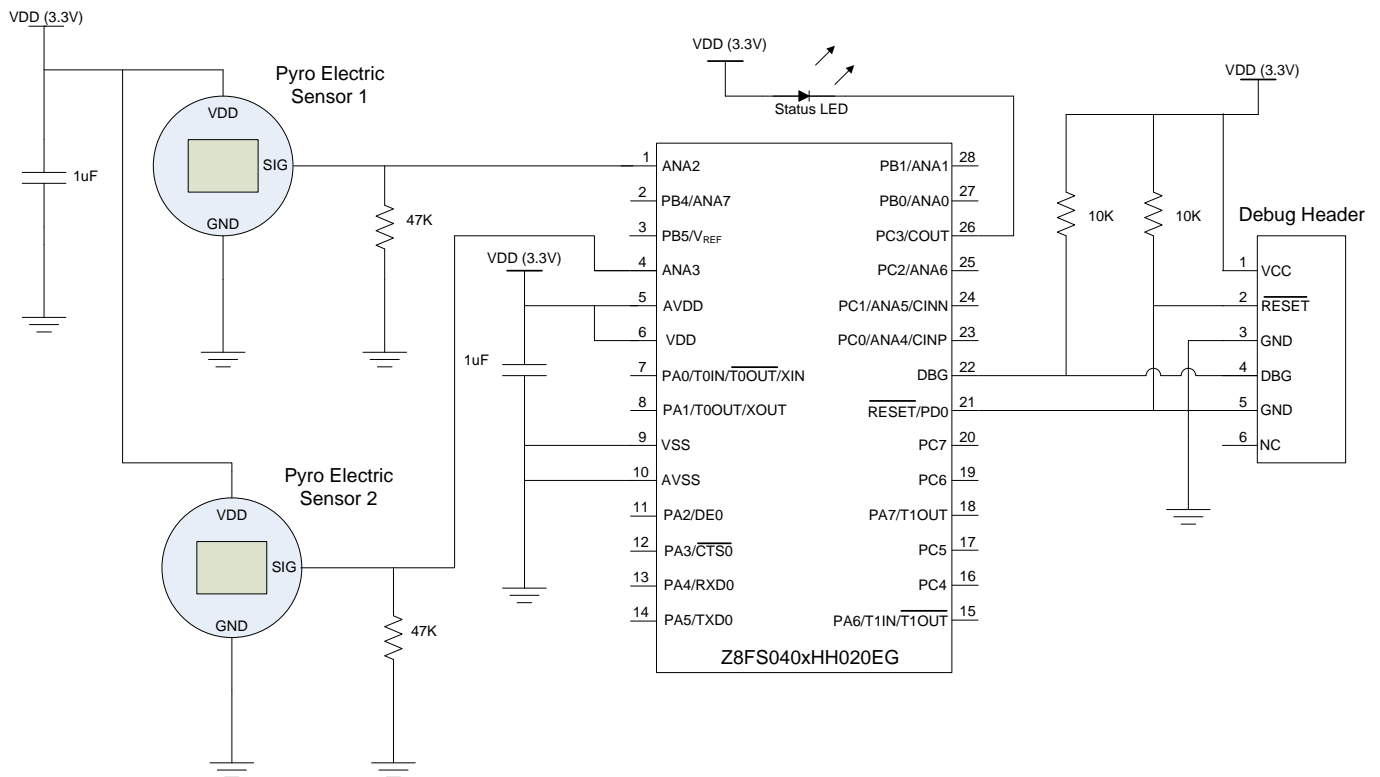 VDD (3.3V)
Pyro Electric
Sensor 1
VDD
SIG
GND
1uF
47K
VDD (3.3V)
1uF
Pyro Electric
Sensor 2
VDD
SIG
GND
47K
VDD (3.3V)
Status LED
1 ANA2
2 PB4/ANA7
3 PB5/VREF
4 ANA3
5 AVDD
6 VDD
7 PA0/T0IN/T0OUT/XIN
8 PA1/T0OUT/XOUT
9 VSS
10 AVSS
11 PA2/DE0
12 PA3/CTS0
13 PA4/RXD0
14 PA5/TXD0
PB1/ANA1 28
PB0/ANA0 27
PC3/COUT 26
PC2/ANA6 25
PC1/ANA5/CINN 24
PC0/ANA4/CINP 23
DBG 22
RESET/PD0 21
PC7 20
PC6 19
PA7/T1OUT 18
PC5 17
PC4 16
PA6/T1IN/T1OUT 15
Z8FS040xHH020EG
VDD (3.3V)
10K
10K
Debug Header
1 VCC
2 RESET
3 GND
4 DBG
5 GND
6 NC